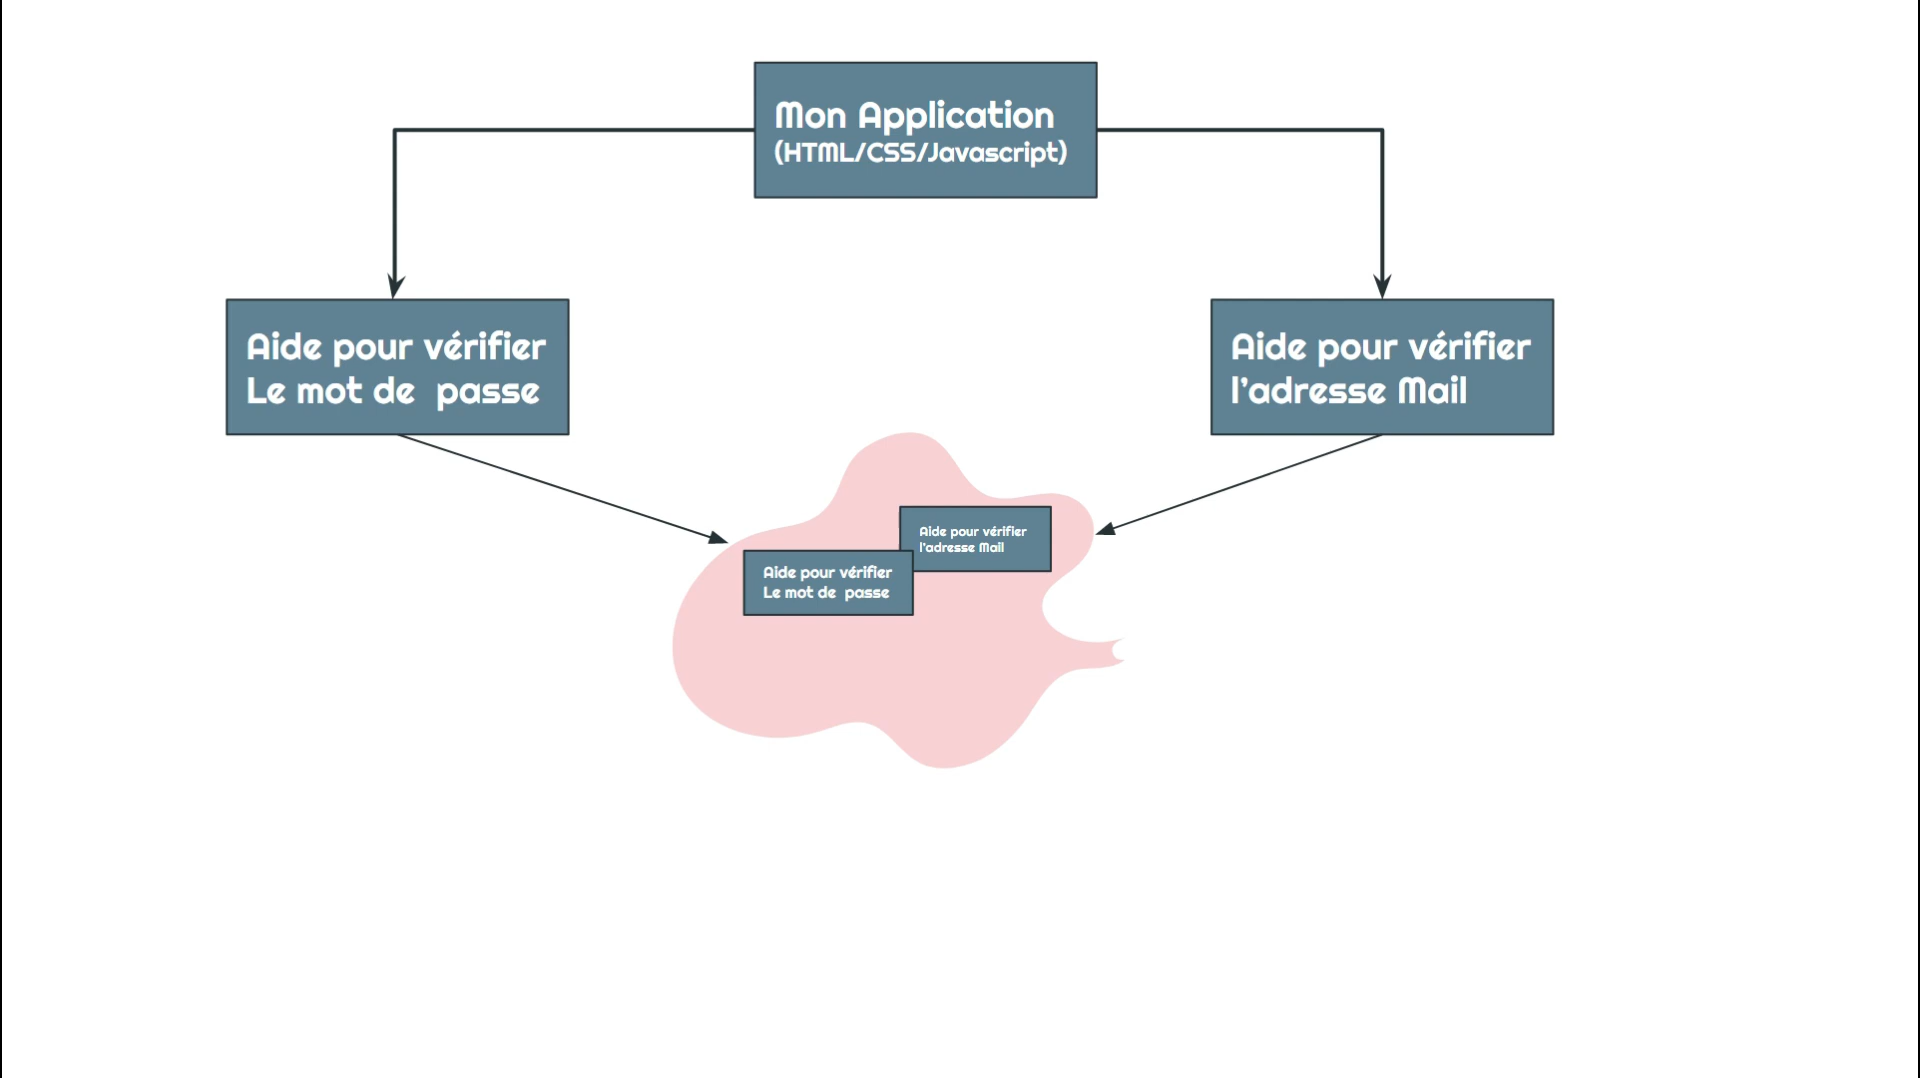 Mon Application
(HTML/CSS/Javascript)
Aide pour vérifier
Le mot de  passe
Aide pour vérifier
l'adresse Mail
Aide pour vérifier
l'adresse Mail
Aide pour vérifier
Le mot de  passe